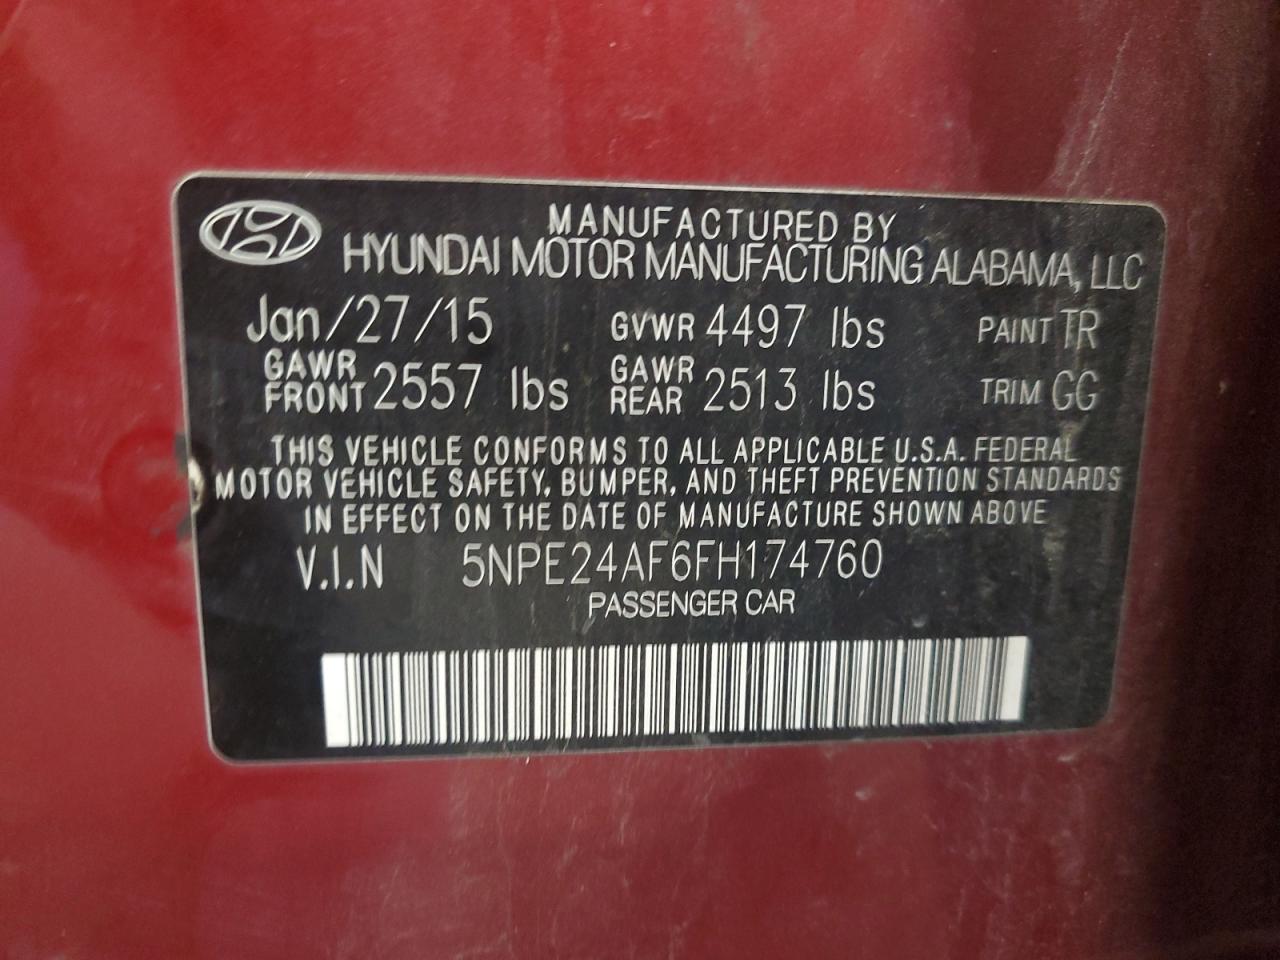 MANUFACTURED BY
HYUNDAI MOTOR MANUFACTURING ALABAMA, LLC
Jan/27/15 GVWR 4497 lbs PAINT TR
GAWR FRONT 2557 lbs GAWR REAR 2513 lbs TRIM GG
THIS VEHICLE CONFORMS TO ALL APPLICABLE U.S.A. FEDERAL
MOTOR VEHICLE SAFETY, BUMPER, AND THEFT PREVENTION STANDARDS
IN EFFECT ON THE DATE OF MANUFACTURE SHOWN ABOVE
V.I.N 5NPE24AF6FH174760
PASSENGER CAR